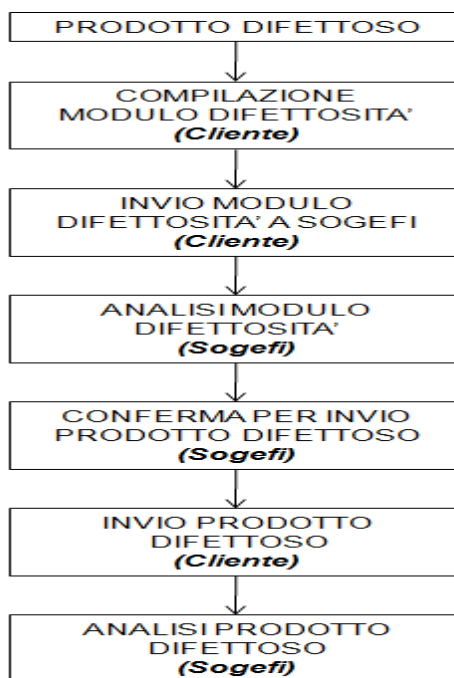 PRODOTTO DIFETTOSO
COMPILAZIONE
MODULO DIFETTOSITA'
(Cliente)
INVIO MODULO
DIFETTOSITA' A SOGEFI
(Cliente)
ANALISI MODULO
DIFETTOSITA'
(Sogefi)
CONFERMA PER INVIO
PRODOTTO DIFETTOSO
(Sogefi)
INVIO PRODOTTO
DIFETTOSO
(Cliente)
ANALISI PRODOTTO
DIFETTOSO
(Sogefi)